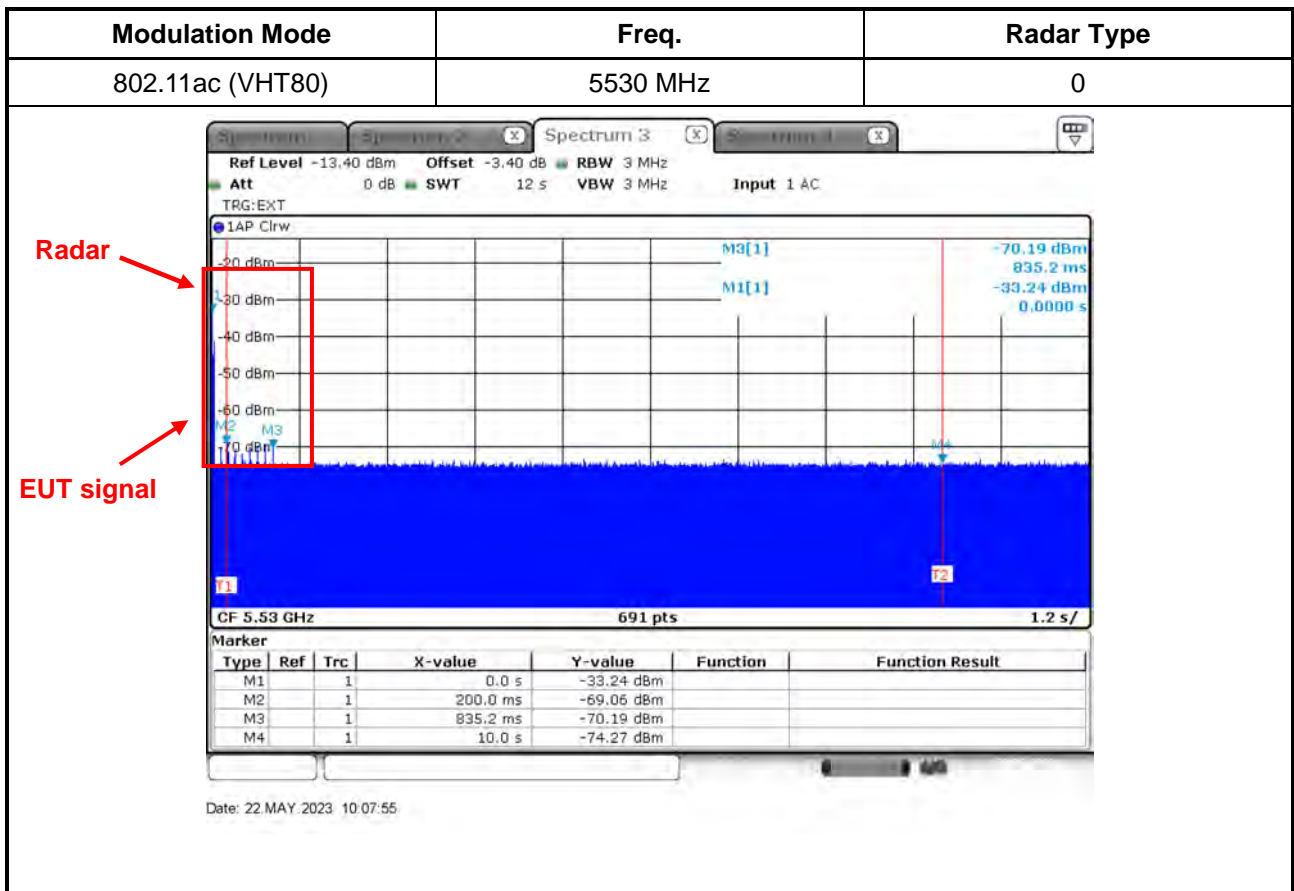 Modulation Mode Freq. Radar Type
802.11ac (VHT80) 5530 MHz 0
Spectrum 3
Ref Level -13.40 dBm Offset -3.40 dB RBW 3 MHz
Att 0 dB SWT 12 s VBW 3 MHz Input 1 AC
TRG:EXT
1AP Clrw
Radar
M3[1] -70.19 dBm
835.2 ms
M1[1] -33.24 dBm
0.0000 s
-20 dBm
-30 dBm
-40 dBm
-50 dBm
-60 dBm
M2 M3
-70 dBm
M4
EUT signal
T1
T2
CF 5.53 GHz 691 pts 1.2 s/
Marker
Type Ref Trc X-value Y-value Function Function Result
M1 1 0.0 s -33.24 dBm
M2 1 200.0 ms -69.06 dBm
M3 1 835.2 ms -70.19 dBm
M4 1 10.0 s -74.27 dBm
Date: 22.MAY.2023 10:07:55